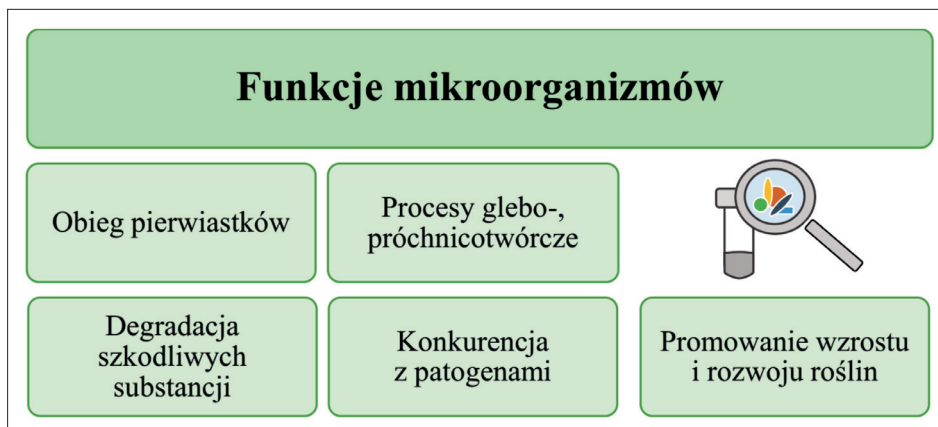 Funkcje mikroorganizmów
Obieg pierwiastków
Procesy glebo-,
próchnicotwórcze
Degradacja
szkodliwych
substancji
Konkurencja
z patogenami
Promowanie wzrostu
i rozwoju roślin